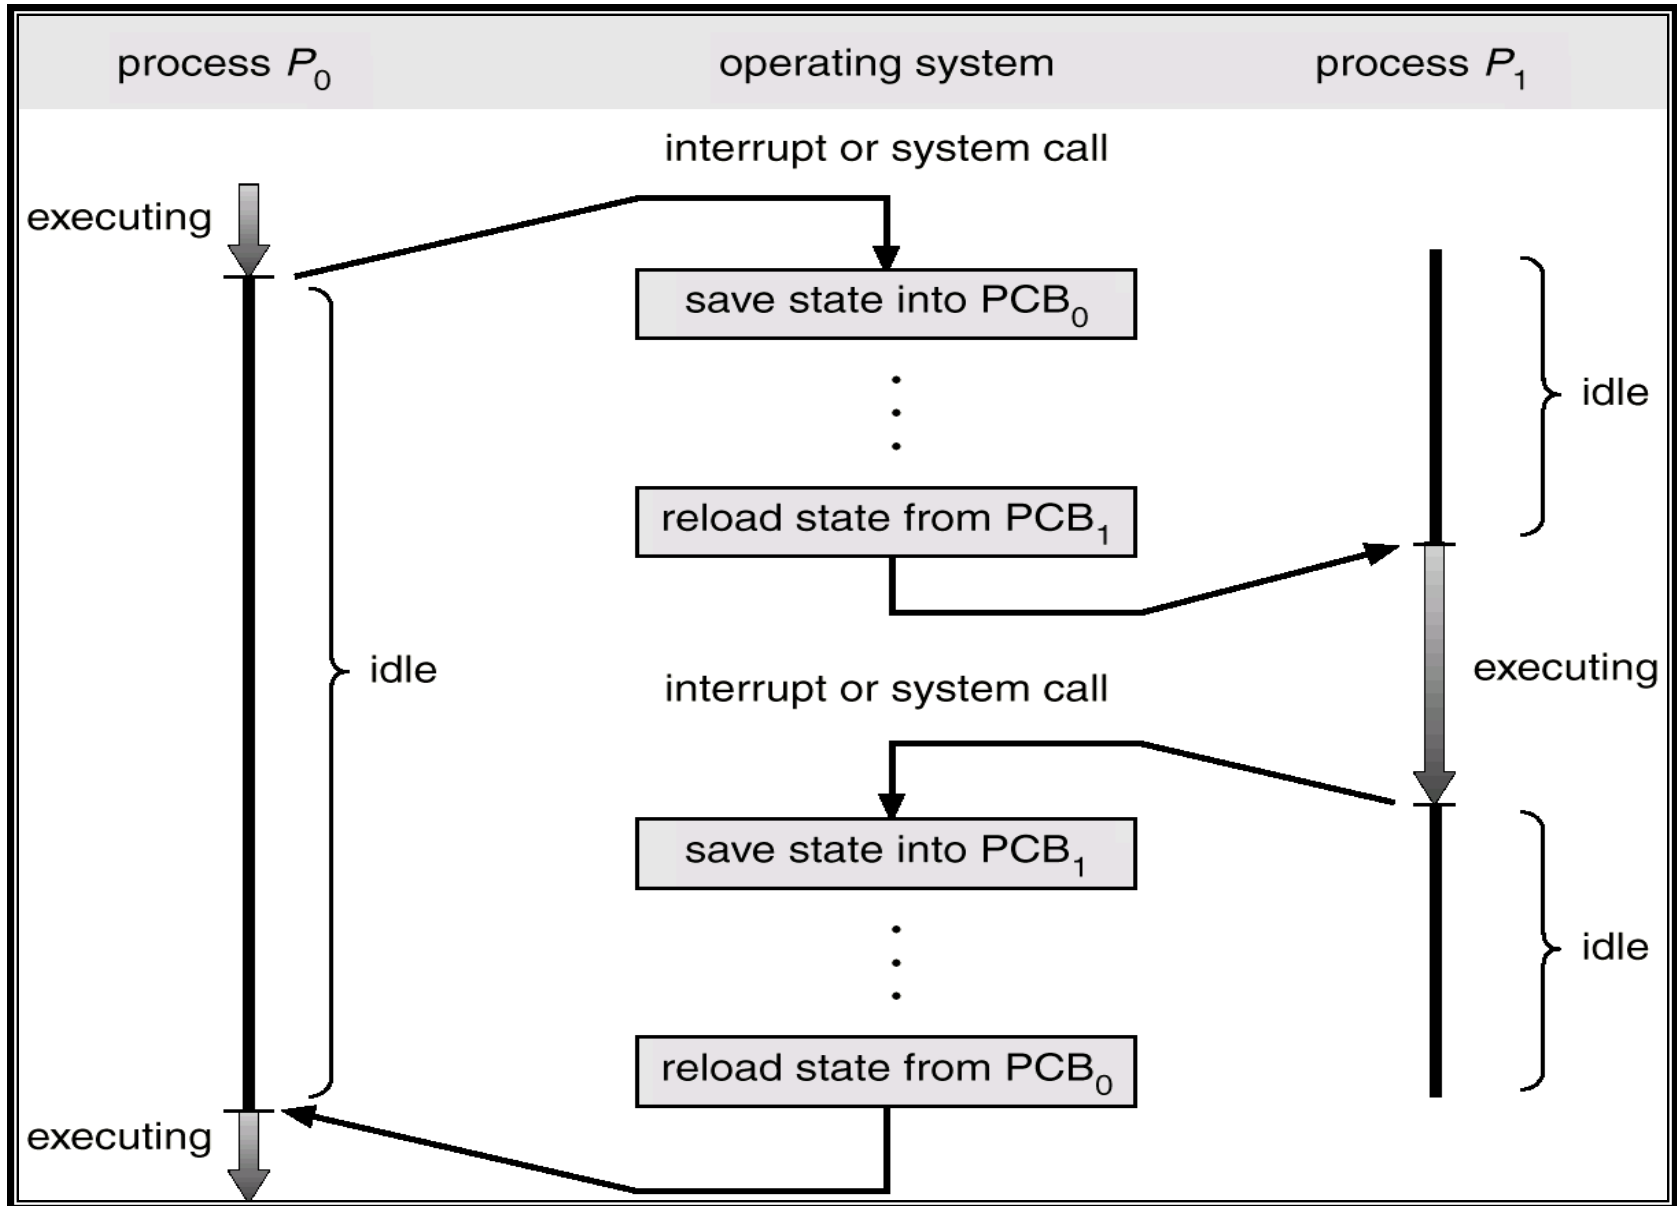 process P₀
operating system
process P₁
interrupt or system call
executing
save state into PCB₀
idle
reload state from PCB₁
idle
interrupt or system call
executing
save state into PCB₁
idle
reload state from PCB₀
executing